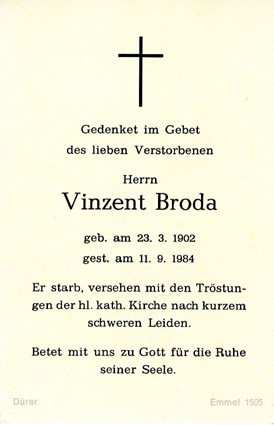 Gedenket im Gebet
des lieben Verstorbenen
Herrn
Vinzent Broda
geb. am 23. 3. 1902
gest. am 11. 9. 1984
Er starb, versehen mit den Tröstun-
gen der hl. kath. Kirche nach kurzem
schweren Leiden.
Betet mit uns zu Gott für die Ruhe
seiner Seele.
Dürer Emmel 1505